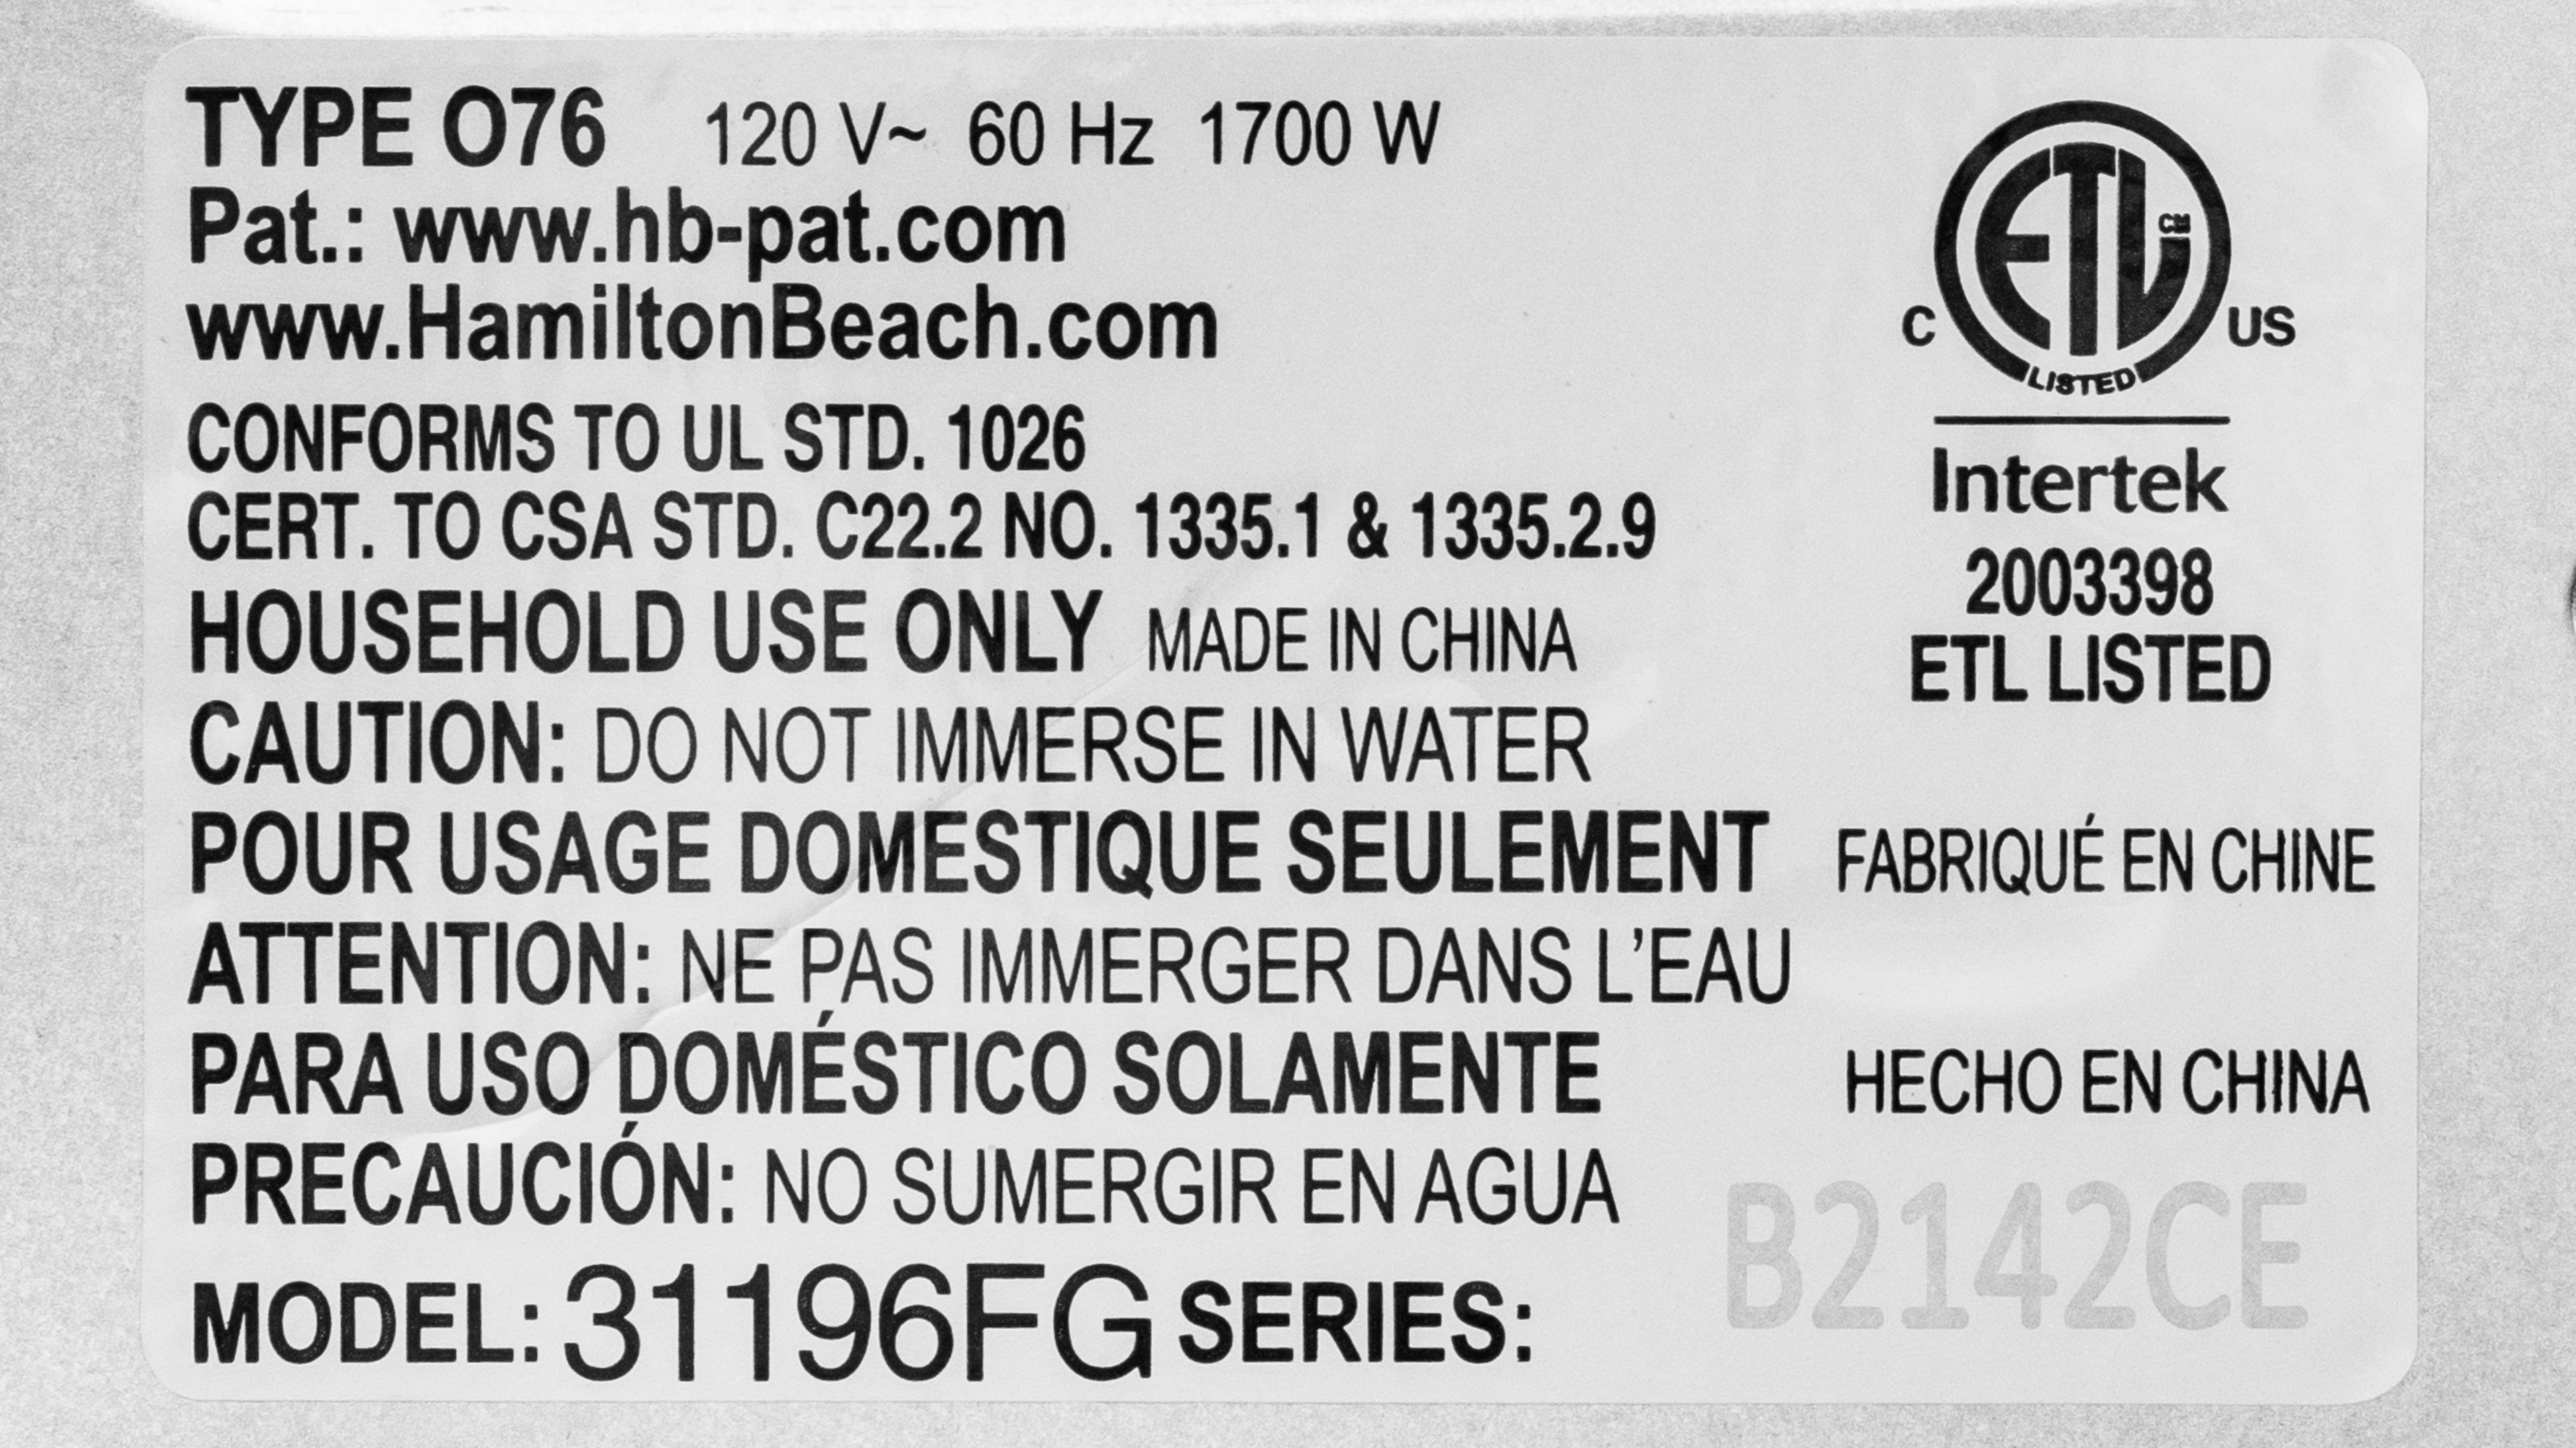 TYPE O76 120 V~ 60 Hz 1700 W
Pat.: www.hb-pat.com
www.HamiltonBeach.com
CONFORMS TO UL STD. 1026
CERT. TO CSA STD. C22.2 NO. 1335.1 & 1335.2.9
HOUSEHOLD USE ONLY MADE IN CHINA
CAUTION: DO NOT IMMERSE IN WATER
POUR USAGE DOMESTIQUE SEULEMENT FABRIQUÉ EN CHINE
ATTENTION: NE PAS IMMERGER DANS L'EAU
PARA USO DOMÉSTICO SOLAMENTE HECHO EN CHINA
PRECAUCIÓN: NO SUMERGIR EN AGUA
MODEL: 31196FG SERIES: B2142CE
ETL CM
C US
LISTED
Intertek
2003398
ETL LISTED